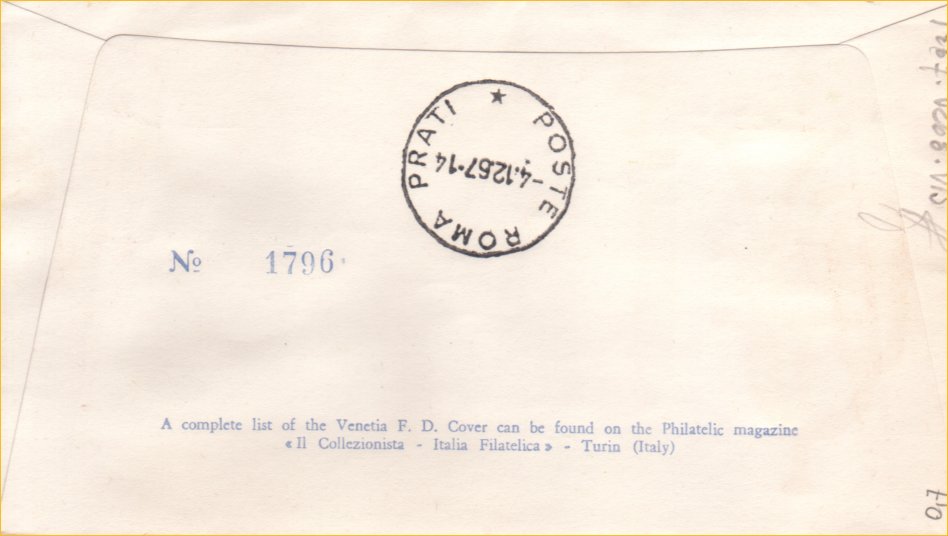 POSTE ROMA PRATI
-4.12.67-14
№ 1796
A complete list of the Venetia F. D. Cover can be found on the Philatelic magazine
«Il Collezionista - Italia Filatelica» - Turin (Italy)